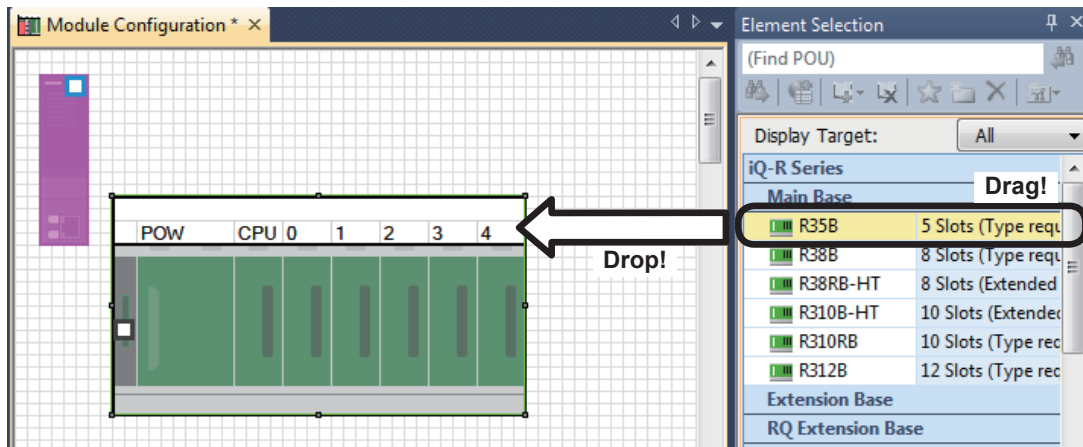 Module Configuration *
Element Selection
(Find POU)
Display Target: All
iQ-R Series
Main Base
Drag!
R35B 5 Slots (Type requ
R38B 8 Slots (Type requ
R38RB-HT 8 Slots (Extended
R310B-HT 10 Slots (Extended
R310RB 10 Slots (Type rec
R312B 12 Slots (Type rec
Extension Base
RQ Extension Base
POW CPU 0 1 2 3 4
Drop!